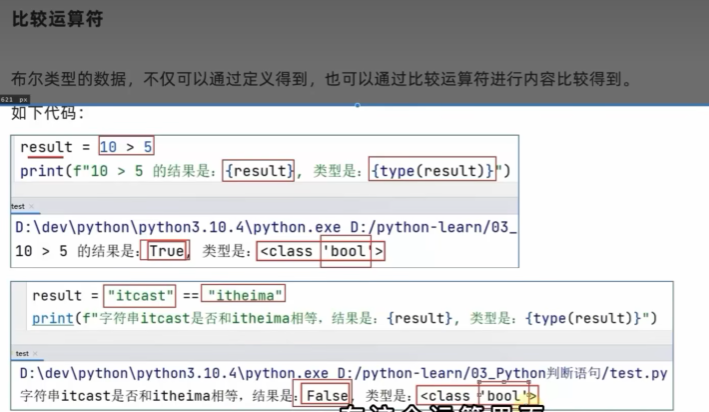 比较运算符
布尔类型的数据，不仅可以通过定义得到，也可以通过比较运算符进行内容比较得到。
621 px
如下代码：
result = 10 > 5
print(f"10 > 5 的结果是：{result}, 类型是：{type(result)}")
test
D:\dev\python\python3.10.4\python.exe D:/python-learn/03_
10 > 5 的结果是：True, 类型是：<class 'bool'>
result = "itcast" == "itheima"
print(f"字符串itcast是否和itheima相等，结果是：{result}, 类型是：{type(result)}")
test
D:\dev\python\python3.10.4\python.exe D:/python-learn/03_Python判断语句/test.py
字符串itcast是否和itheima相等，结果是：False, 类型是：<class 'bool'>